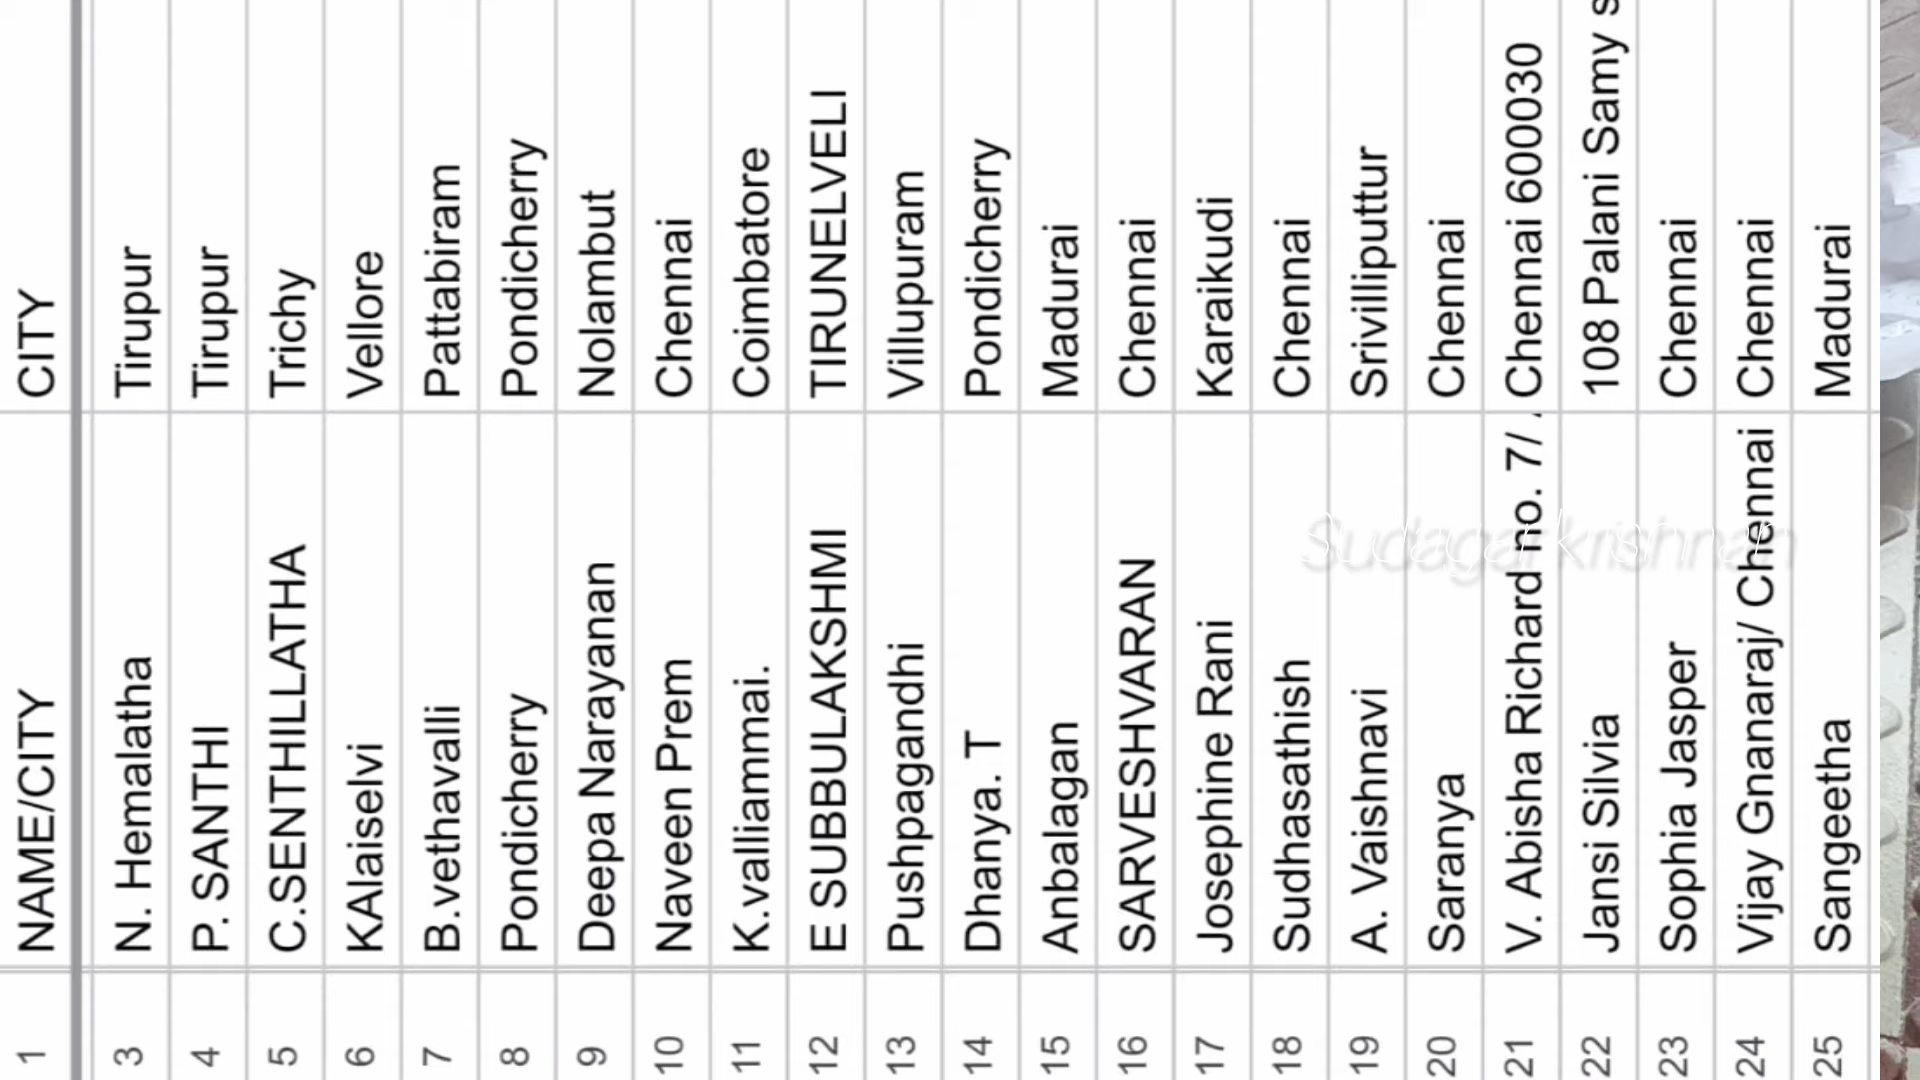 1 NAME/CITY CITY
3 N. Hemalatha Tirupur
4 P. SANTHI Tirupur
5 C.SENTHILLATHA Trichy
6 KAlaiselvi Vellore
7 B.vethavalli Pattabiram
8 Pondicherry Pondicherry
9 Deepa Narayanan Nolambut
10 Naveen Prem Chennai
11 K.valliammai. Coimbatore
12 E SUBBULAKSHMI TIRUNELVELI
13 Pushpagandhi Villupuram
14 Dhanya. T Pondicherry
15 Anbalagan Madurai
16 SARVESHVARAN Chennai
17 Josephine Rani Karaikudi
18 Sudhasathish Chennai
19 A. Vaishnavi Srivilliputtur
20 Saranya Chennai
21 V. Abisha Richard no. 7/ Chennai 600030
22 Jansi Silvia 108 Palani Samy s
23 Sophia Jasper Chennai
24 Vijay Gnanaraj/ Chennai Chennai
25 Sangeetha Madurai
Sudagar krishnan